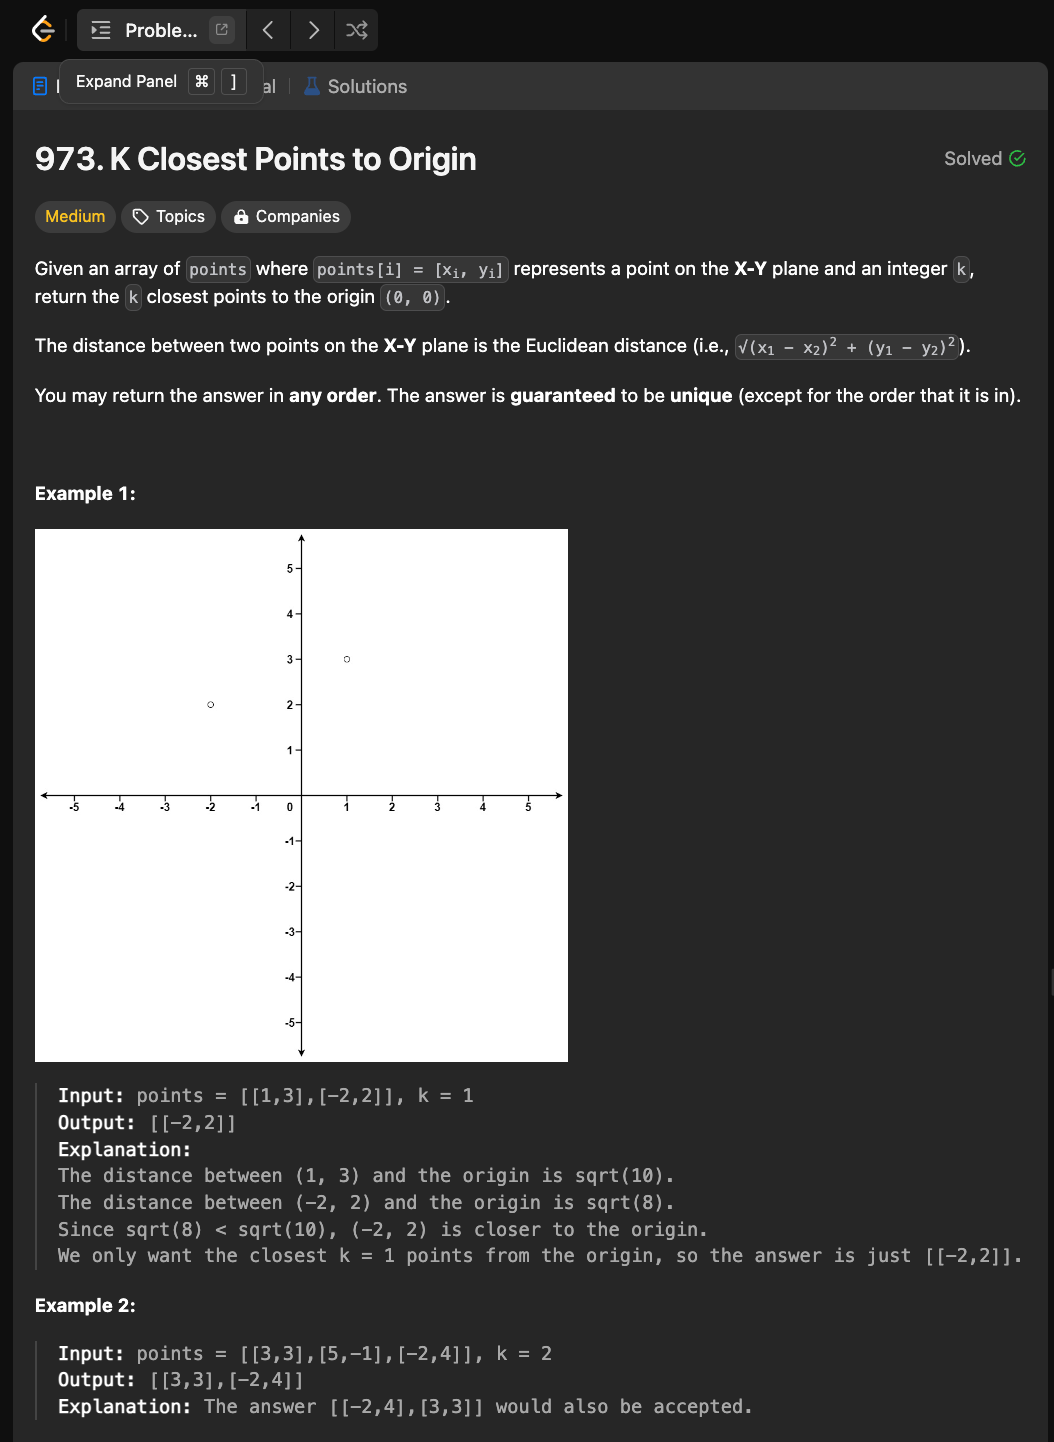 Proble...
Expand Panel ⌘ ]
al
Solutions
973. K Closest Points to Origin
Solved
Medium
Topics
Companies
Given an array of points where points[i] = [xᵢ, yᵢ] represents a point on the X-Y plane and an integer k,
return the k closest points to the origin (0, 0).
The distance between two points on the X-Y plane is the Euclidean distance (i.e., √(x₁ - x₂)² + (y₁ - y₂)²).
You may return the answer in any order. The answer is guaranteed to be unique (except for the order that it is in).
Example 1:
5
4
3
2
1
-5 -4 -3 -2 -1 0 1 2 3 4 5
-1
-2
-3
-4
-5
Input: points = [[1,3],[-2,2]], k = 1
Output: [[-2,2]]
Explanation:
The distance between (1, 3) and the origin is sqrt(10).
The distance between (-2, 2) and the origin is sqrt(8).
Since sqrt(8) < sqrt(10), (-2, 2) is closer to the origin.
We only want the closest k = 1 points from the origin, so the answer is just [[-2,2]].
Example 2:
Input: points = [[3,3],[5,-1],[-2,4]], k = 2
Output: [[3,3],[-2,4]]
Explanation: The answer [[-2,4],[3,3]] would also be accepted.